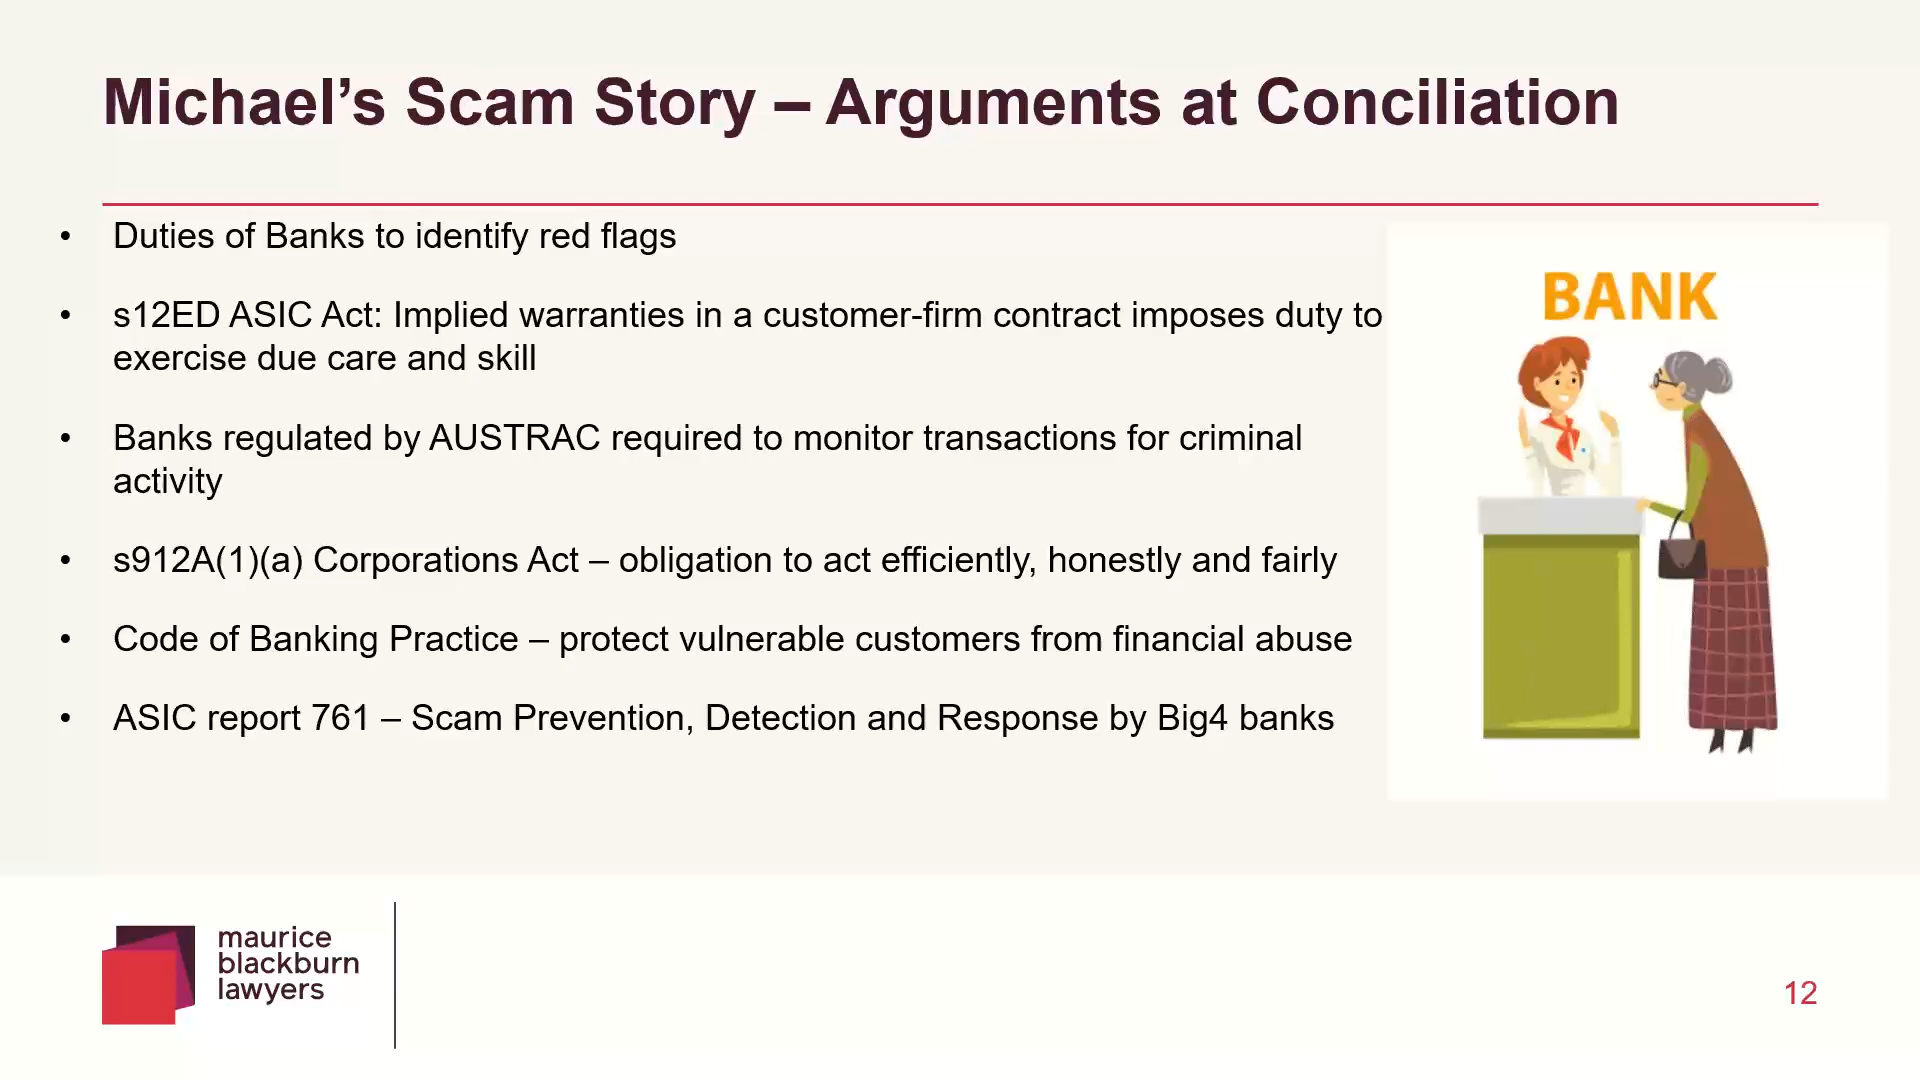 Michael’s Scam Story – Arguments at Conciliation
• Duties of Banks to identify red flags
• s12ED ASIC Act: Implied warranties in a customer-firm contract imposes duty to
exercise due care and skill
• Banks regulated by AUSTRAC required to monitor transactions for criminal
activity
• s912A(1)(a) Corporations Act – obligation to act efficiently, honestly and fairly
• Code of Banking Practice – protect vulnerable customers from financial abuse
• ASIC report 761 – Scam Prevention, Detection and Response by Big4 banks
BANK
maurice
blackburn
lawyers
12